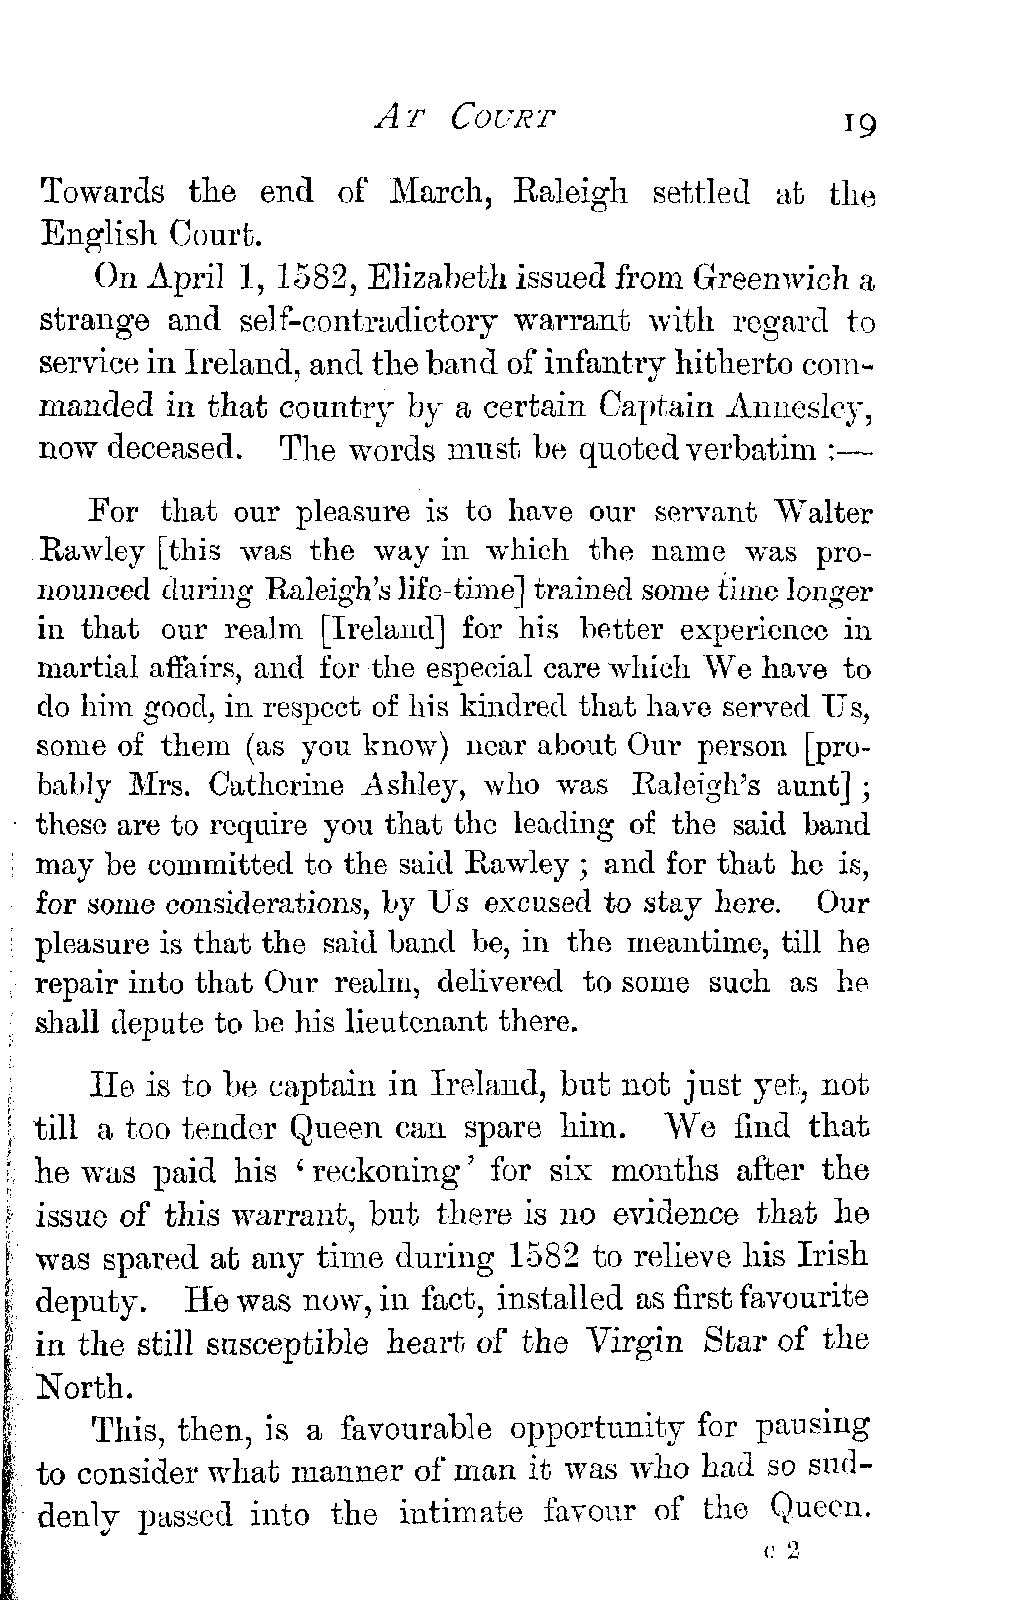 At Court 19
Towards the end of March, Raleigh settled at the
English Court.
On April 1, 1582, Elizabeth issued from Greenwich a
strange and self-contradictory warrant with regard to
service in Ireland, and the band of infantry hitherto com-
manded in that country by a certain Captain Annesley,
now deceased. The words must be quoted verbatim :—
For that our pleasure is to have our servant Walter
Rawley [this was the way in which the name was pro-
nounced during Raleigh's life-time] trained some time longer
in that our realm [Ireland] for his better experience in
martial affairs, and for the especial care which We have to
do him good, in respect of his kindred that have served Us,
some of them (as you know) near about Our person [pro-
bably Mrs. Catherine Ashley, who was Raleigh's aunt] ;
these are to require you that the leading of the said band
may be committed to the said Rawley ; and for that he is,
for some considerations, by Us excused to stay here. Our
pleasure is that the said band be, in the meantime, till he
repair into that Our realm, delivered to some such as he
shall depute to be his lieutenant there.
He is to be captain in Ireland, but not just yet, not
till a too tender Queen can spare him. We find that
he was paid his 'reckoning' for six months after the
issue of this warrant, but there is no evidence that he
was spared at any time during 1582 to relieve his Irish
deputy. He was now, in fact, installed as first favourite
in the still susceptible heart of the Virgin Star of the
North.
This, then, is a favourable opportunity for pausing
to consider what manner of man it was who had so sud-
denly passed into the intimate favour of the Queen.
c 2